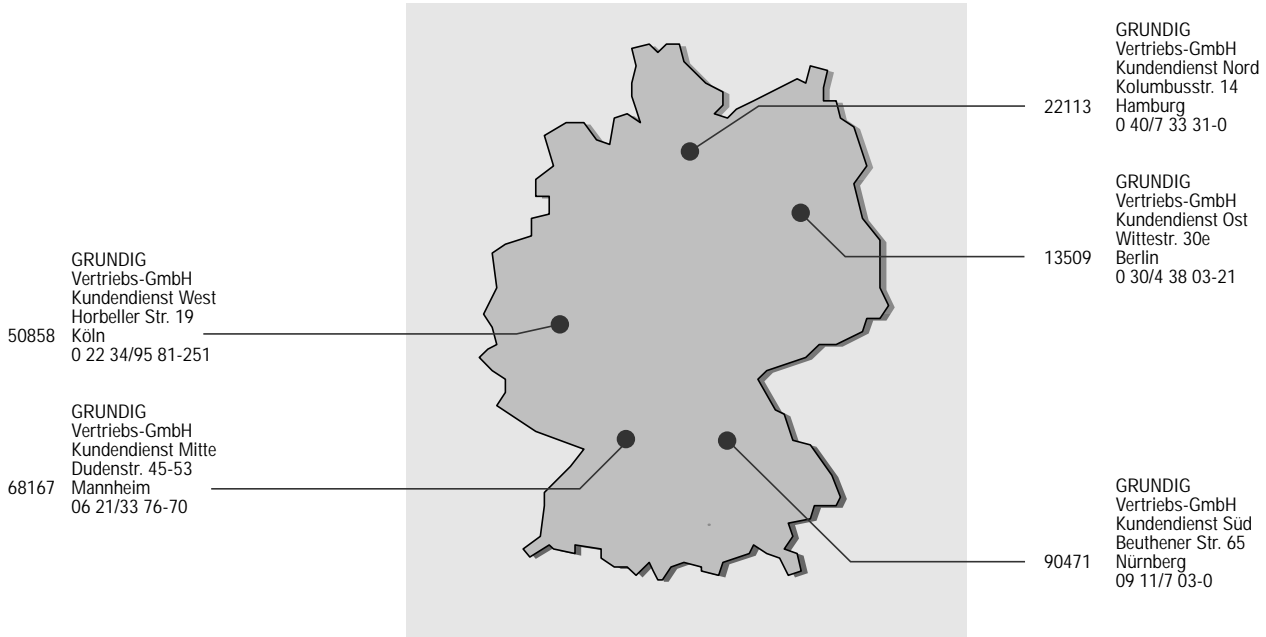 GRUNDIG
Vertriebs-GmbH
Kundendienst West
Horbeller Str. 19
50858 Köln
0 22 34/95 81-251
GRUNDIG
Vertriebs-GmbH
Kundendienst Mitte
Dudenstr. 45-53
68167 Mannheim
06 21/33 76-70
GRUNDIG
Vertriebs-GmbH
Kundendienst Nord
Kolumbusstr. 14
22113 Hamburg
0 40/7 33 31-0
GRUNDIG
Vertriebs-GmbH
Kundendienst Ost
Wittestr. 30e
13509 Berlin
0 30/4 38 03-21
GRUNDIG
Vertriebs-GmbH
Kundendienst Süd
Beuthener Str. 65
90471 Nürnberg
09 11/7 03-0